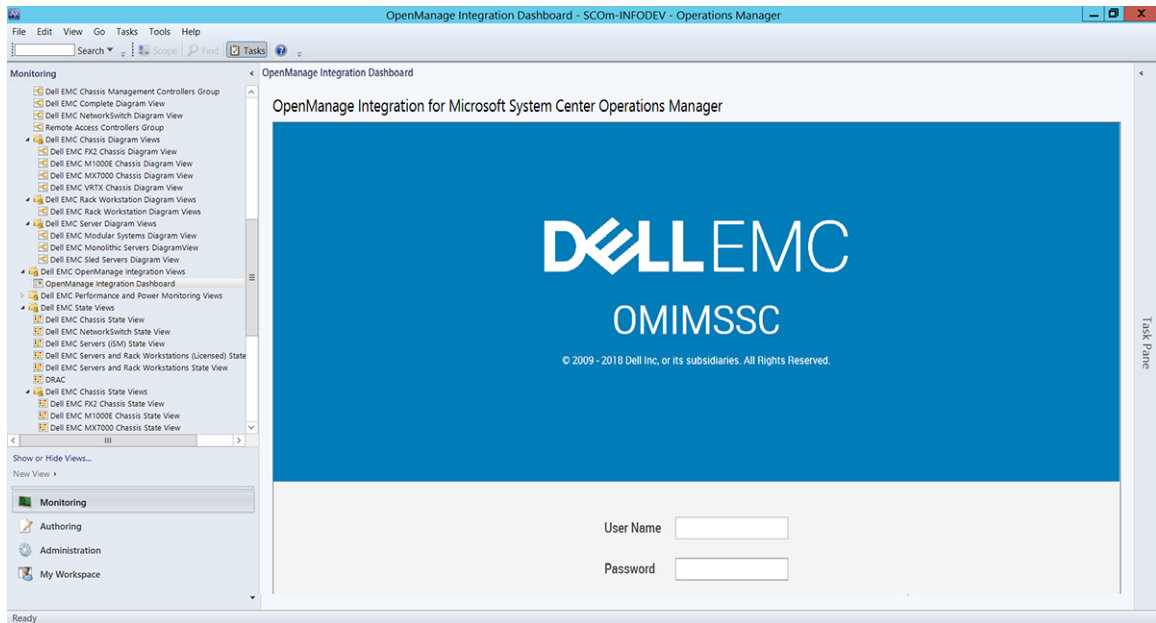 OpenManage Integration Dashboard - SCOm-INFODEV - Operations Manager
File Edit View Go Tasks Tools Help
Search Scope Find Tasks
Monitoring
OpenManage Integration Dashboard
Dell EMC Chassis Management Controllers Group
Dell EMC Complete Diagram View
Dell EMC NetworkSwitch Diagram View
Remote Access Controllers Group
Dell EMC Chassis Diagram Views
Dell EMC FX2 Chassis Diagram View
Dell EMC M1000E Chassis Diagram View
Dell EMC MX7000 Chassis Diagram View
Dell EMC VRTX Chassis Diagram View
Dell EMC Rack Workstation Diagram Views
Dell EMC Rack Workstation Diagram Views
Dell EMC Server Diagram Views
Dell EMC Modular Systems Diagram View
Dell EMC Monolithic Servers DiagramView
Dell EMC Sled Servers Diagram View
Dell EMC OpenManage Integration Views
OpenManage Integration Dashboard
Dell EMC Performance and Power Monitoring Views
Dell EMC State Views
Dell EMC Chassis State View
Dell EMC NetworkSwitch State View
Dell EMC Servers (iSM) State View
Dell EMC Servers and Rack Workstations (Licensed) State
Dell EMC Servers and Rack Workstations State View
DRAC
Dell EMC Chassis State Views
Dell EMC FX2 Chassis State View
Dell EMC M1000E Chassis State View
Dell EMC MX7000 Chassis State View
Show or Hide Views...
New View
Monitoring
Authoring
Administration
My Workspace
OpenManage Integration for Microsoft System Center Operations Manager
DELL EMC
OMIMSSC
© 2009 - 2018 Dell Inc, or its subsidiaries. All Rights Reserved.
User Name
Password
Task Pane
Ready